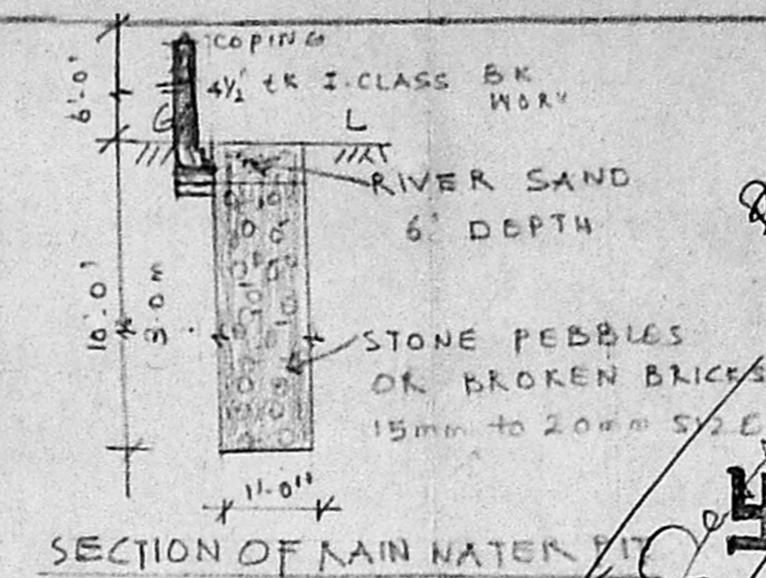 COPING
4½" tK I.CLASS BK
WORK
6'-0'
G L
RIVER SAND
6" DEPTH
10'-0'
3.0 m
STONE PEBBLES
OR BROKEN BRICKS
15mm to 20mm SIZE
1'-0"
SECTION OF RAIN WATER PIT